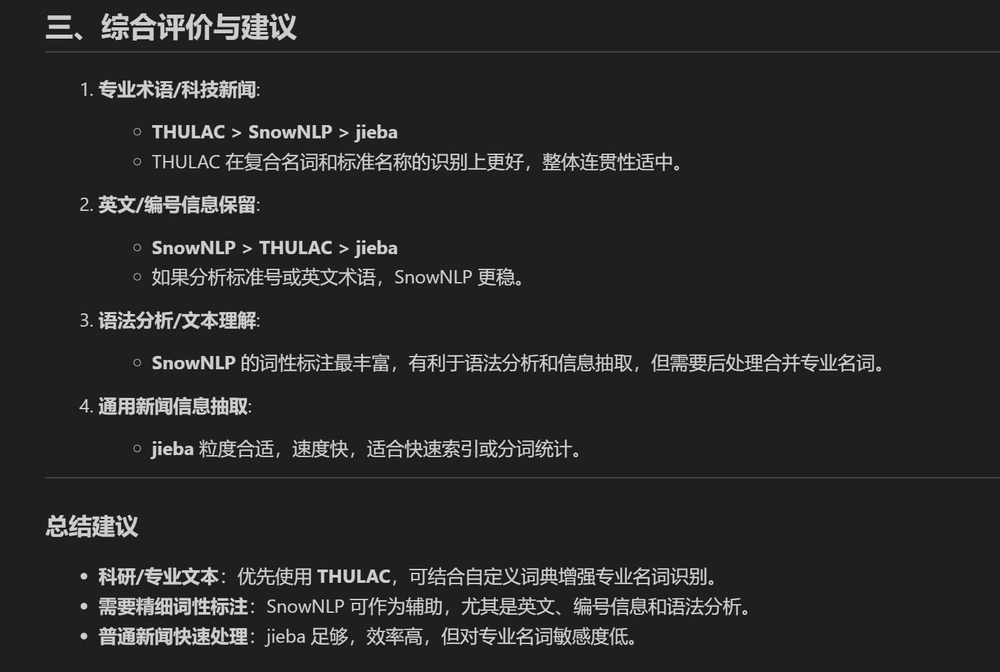 三、综合评价与建议
1. 专业术语/科技新闻:
THULAC > SnowNLP > jieba
THULAC 在复合名词和标准名称的识别上更好，整体连贯性适中。
2. 英文/编号信息保留:
SnowNLP > THULAC > jieba
如果分析标准号或英文术语，SnowNLP 更稳。
3. 语法分析/文本理解:
SnowNLP 的词性标注最丰富，有利于语法分析和信息抽取，但需要后处理合并专业名词。
4. 通用新闻信息抽取:
jieba 粒度合适，速度快，适合快速索引或分词统计。
总结建议
科研/专业文本：优先使用 THULAC，可结合自定义词典增强专业名词识别。
需要精细词性标注：SnowNLP 可作为辅助，尤其是英文、编号信息和语法分析。
普通新闻快速处理：jieba 足够，效率高，但对专业名词敏感度低。